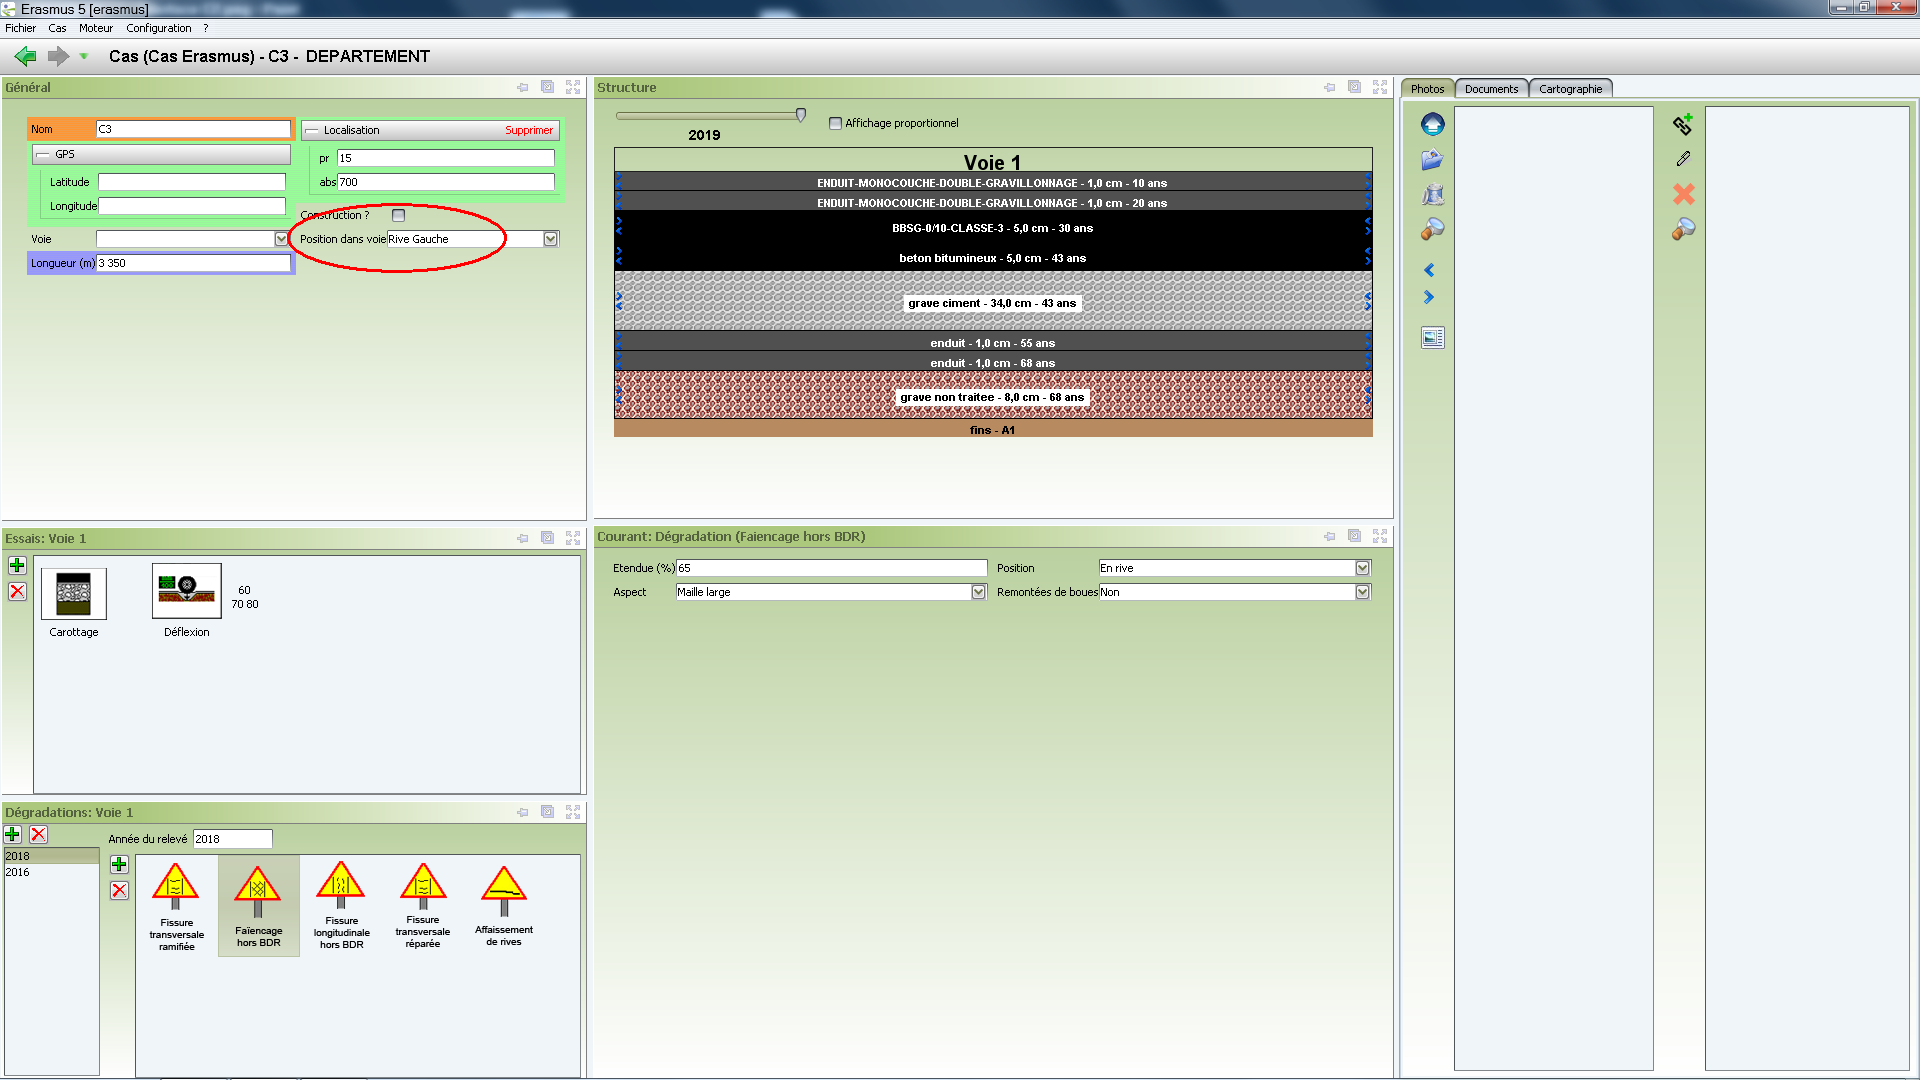 Erasmus 5 [erasmus]
Fichier Cas Moteur Configuration ?
Cas (Cas Erasmus) - C3 - DEPARTEMENT
Général
Nom C3
GPS
Latitude
Longitude
Localisation Supprimer
pr 15
abs 700
Construction ?
Voie
Position dans voie Rive Gauche
Longueur (m) 3 350
Structure
2019
Affichage proportionnel
Voie 1
ENDUIT-MONOCOUCHE-DOUBLE-GRAVILLONNAGE - 1,0 cm - 10 ans
ENDUIT-MONOCOUCHE-DOUBLE-GRAVILLONNAGE - 1,0 cm - 20 ans
BBSG-0/10-CLASSE-3 - 5,0 cm - 30 ans
beton bitumineux - 5,0 cm - 43 ans
grave ciment - 34,0 cm - 43 ans
enduit - 1,0 cm - 55 ans
enduit - 1,0 cm - 68 ans
grave non traitee - 8,0 cm - 68 ans
fins - A1
Photos Documents Cartographie
Essais: Voie 1
Carottage
Déflexion
60
70 80
Courant: Dégradation (Faiencage hors BDR)
Etendue (%) 65
Position En rive
Aspect Maille large
Remontées de boues Non
Dégradations: Voie 1
Année du relevé 2018
2018
2016
Fissure
transversale
ramifiée
Faïencage
hors BDR
Fissure
longitudinale
hors BDR
Fissure
transversale
réparée
Affaissement
de rives